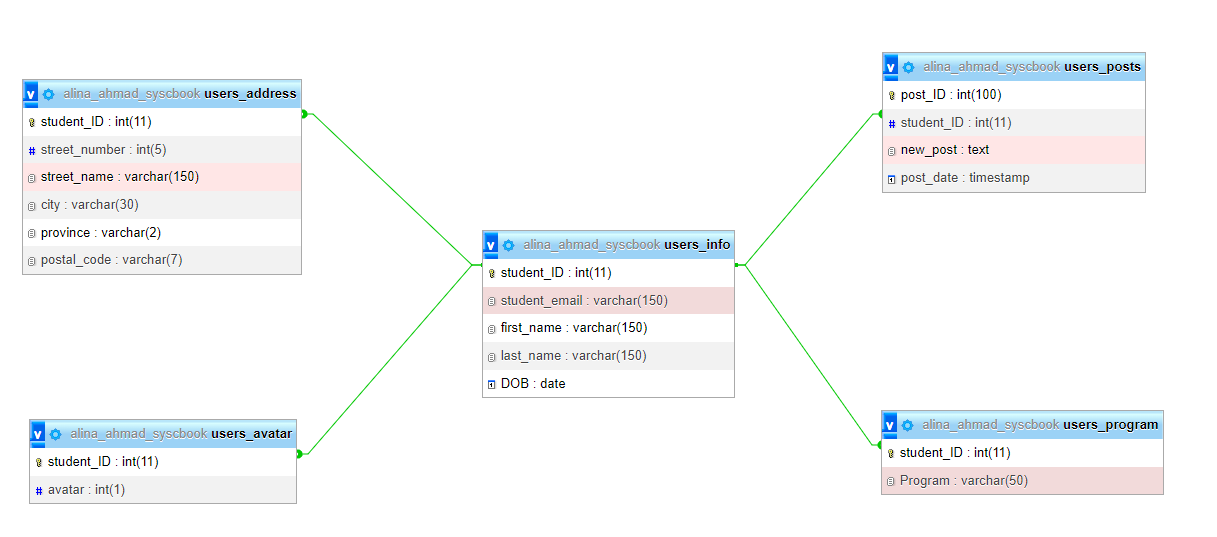 v alina_ahmad_syscbook users_address
student_ID : int(11)
# street_number : int(5)
street_name : varchar(150)
city : varchar(30)
province : varchar(2)
postal_code : varchar(7)
v alina_ahmad_syscbook users_posts
post_ID : int(100)
# student_ID : int(11)
new_post : text
post_date : timestamp
v alina_ahmad_syscbook users_info
student_ID : int(11)
student_email : varchar(150)
first_name : varchar(150)
last_name : varchar(150)
DOB : date
v alina_ahmad_syscbook users_avatar
student_ID : int(11)
# avatar : int(1)
v alina_ahmad_syscbook users_program
student_ID : int(11)
Program : varchar(50)